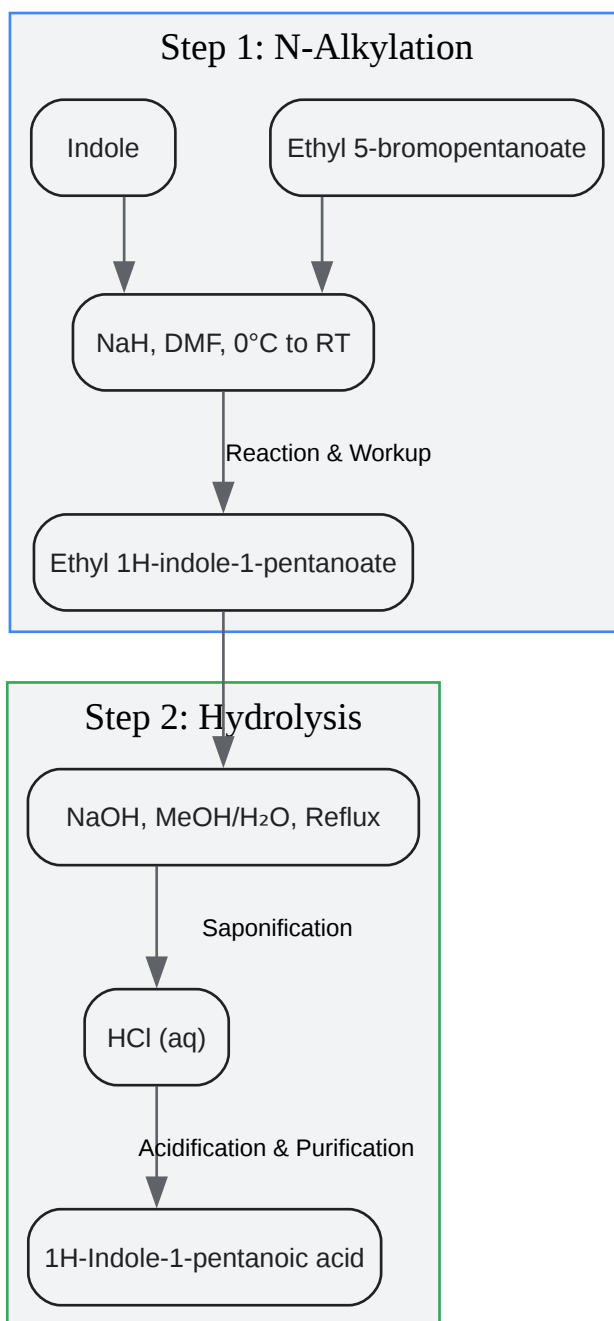 Step 1: N-Alkylation
Indole
Ethyl 5-bromopentanoate
NaH, DMF, 0°C to RT
Reaction & Workup
Ethyl 1H-indole-1-pentanoate
Step 2: Hydrolysis
NaOH, MeOH/H₂O, Reflux
Saponification
HCl (aq)
Acidification & Purification
1H-Indole-1-pentanoic acid